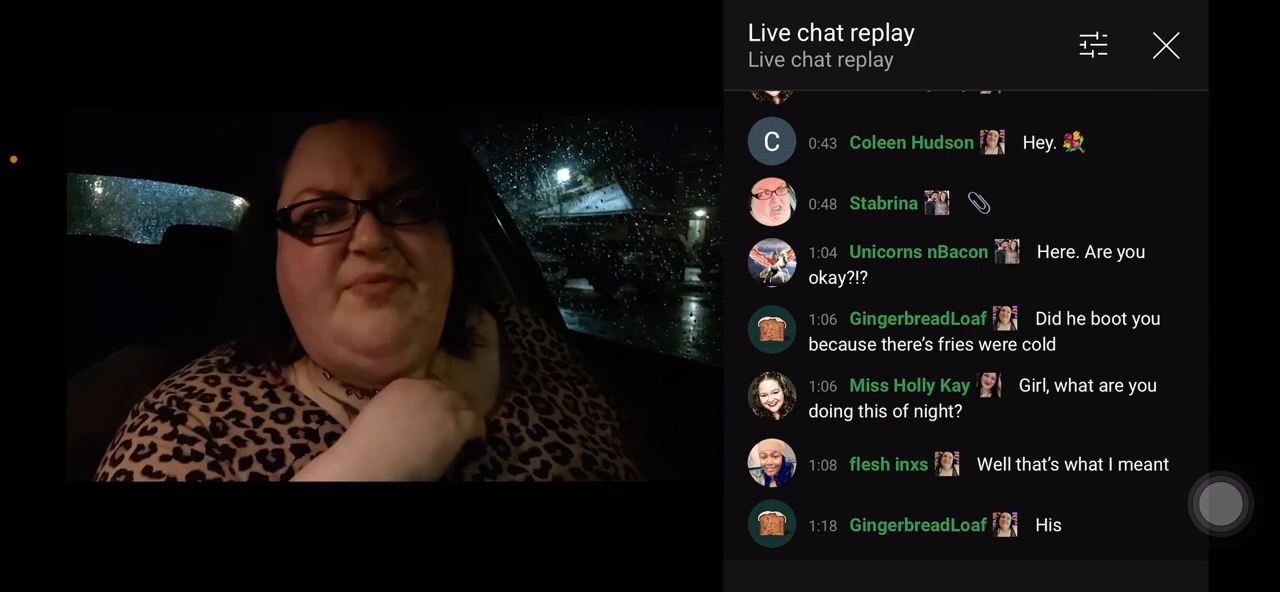 Live chat replay
Live chat replay
C
0:43 Coleen Hudson Hey. 💐
0:48 Stabrina 📎
1:04 Unicorns nBacon Here. Are you
okay?!?
1:06 GingerbreadLoaf Did he boot you
because there's fries were cold
1:06 Miss Holly Kay Girl, what are you
doing this of night?
1:08 flesh inxs Well that's what I meant
1:18 GingerbreadLoaf His